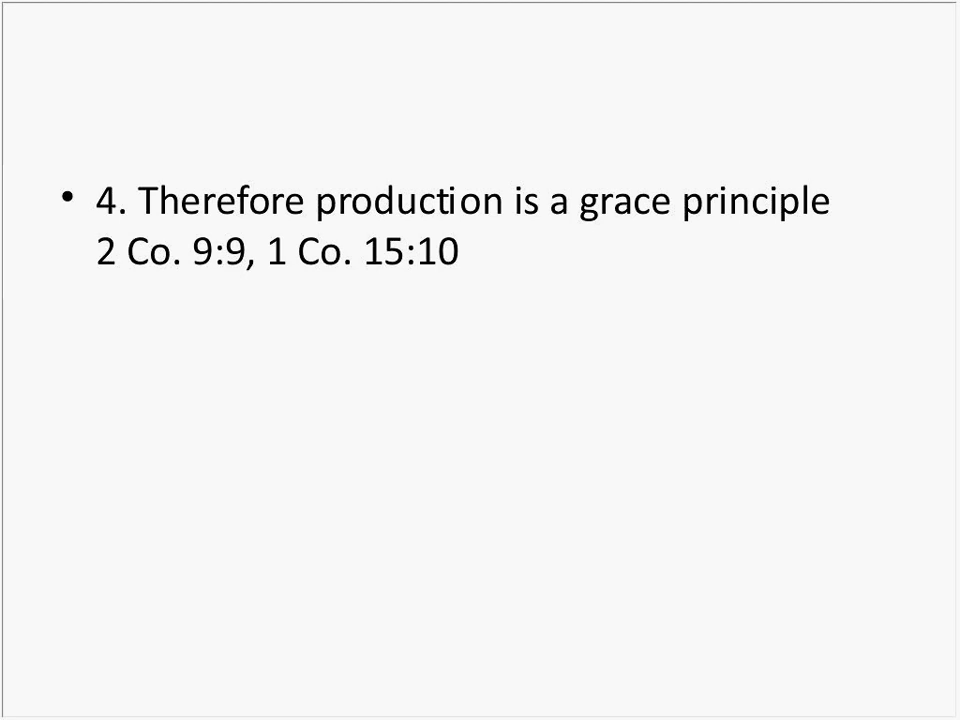 • 4. Therefore production is a grace principle
2 Co. 9:9, 1 Co. 15:10